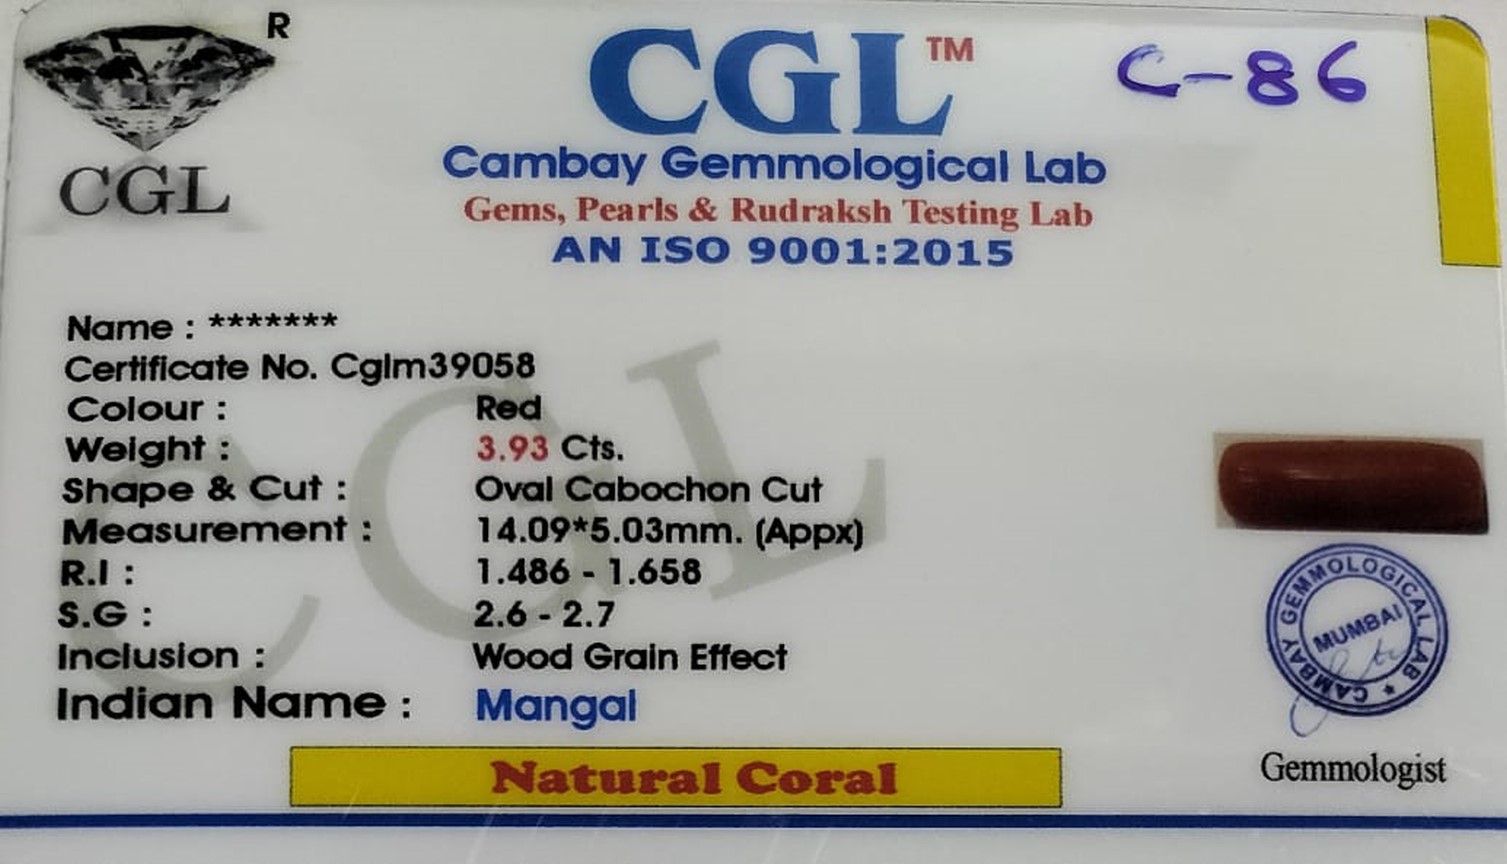 R
CGL
CGL™
C-86
Cambay Gemmological Lab
Gems, Pearls & Rudraksh Testing Lab
AN ISO 9001:2015
Name : *******
Certificate No. Cglm39058
Colour : Red
Weight : 3.93 Cts.
Shape & Cut : Oval Cabochon Cut
Measurement : 14.09*5.03mm. (Appx)
R.I : 1.486 - 1.658
S.G : 2.6 - 2.7
Inclusion : Wood Grain Effect
Indian Name : Mangal
Natural Coral
CGL
CAMBAY GEMMOLOGICAL LAB ★
MUMBAI
Gemmologist